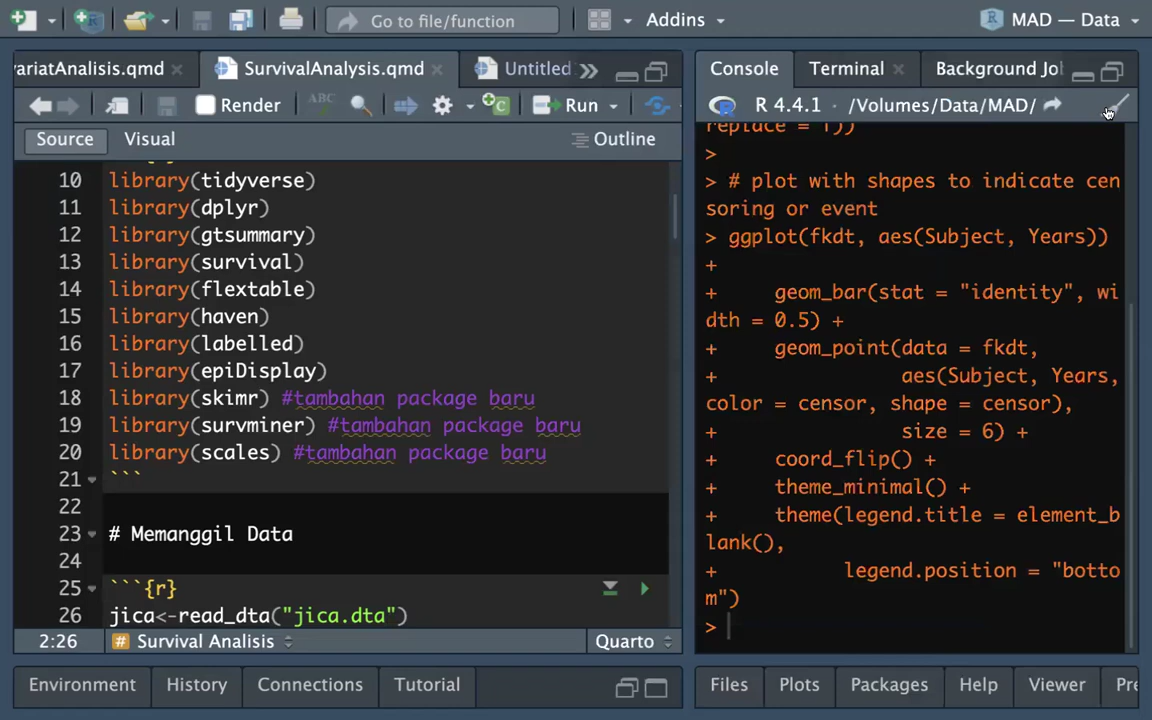 Go to file/function
Addins
MAD — Data
variatAnalisis.qmd
SurvivalAnalysis.qmd
Untitled
Render
ABC
Run
Source
Visual
Outline
10 library(tidyverse)
11 library(dplyr)
12 library(gtsummary)
13 library(survival)
14 library(flextable)
15 library(haven)
16 library(labelled)
17 library(epiDisplay)
18 library(skimr) #tambahan package baru
19 library(survminer) #tambahan package baru
20 library(scales) #tambahan package baru
21 ```
22
23 # Memanggil Data
24
25 ```{r}
26 jica<-read_dta("jica.dta")
2:26
# Survival Analisis
Quarto
Environment
History
Connections
Tutorial
Console
Terminal
Background Jol
R 4.4.1 · /Volumes/Data/MAD/
replace = T))
>
> # plot with shapes to indicate cen
soring or event
> ggplot(fkdt, aes(Subject, Years))
+
+ geom_bar(stat = "identity", wi
dth = 0.5) +
+ geom_point(data = fkdt,
+ aes(Subject, Years,
color = censor, shape = censor),
+ size = 6) +
+ coord_flip() +
+ theme_minimal() +
+ theme(legend.title = element_b
lank(),
+ legend.position = "botto
m")
>
Files
Plots
Packages
Help
Viewer
Pre